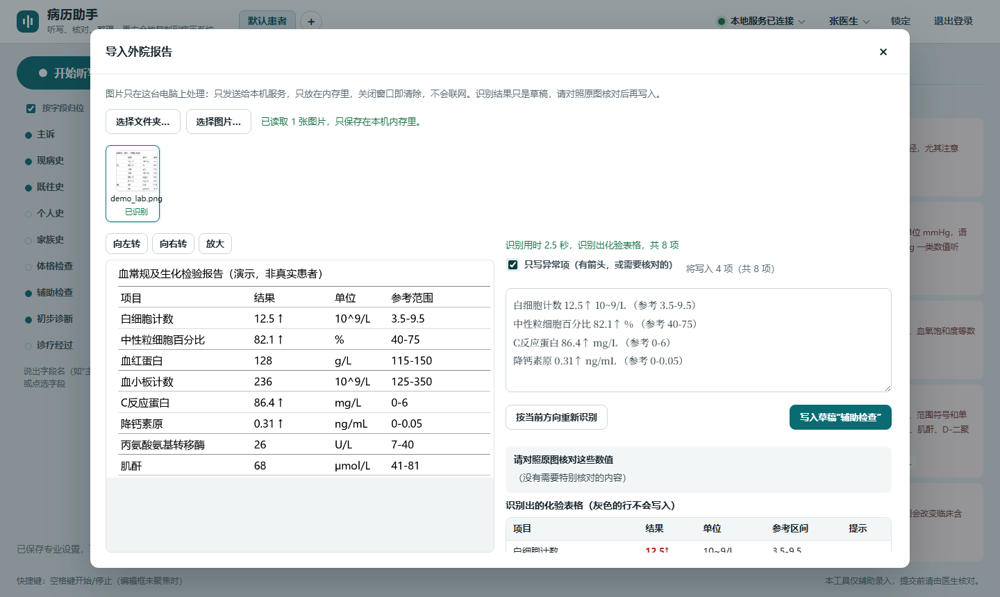 病历助手
听写、核对、整理，再安全地复制到病历系统
默认患者
+
本地服务已连接
张医生
锁定
退出登录
开始听写
按字段归位
主诉
现病史
既往史
个人史
家族史
体格检查
辅助检查
初步诊断
诊疗经过
说出字段名（如“主
或点选字段
已保存专业设置，
快捷键：空格键开始/停止（编辑框未聚焦时）
导入外院报告
×
图片只在这台电脑上处理：只发送给本机服务，只放在内存里，关闭窗口即清除，不会联网。识别结果只是草稿，请对照原图核对后再写入。
选择文件夹...
选择图片...
已读取 1 张图片，只保存在本机内存里。
demo_lab.png
已识别
向左转
向右转
放大
血常规及生化检验报告（演示，非真实患者）
项目 结果 单位 参考范围
白细胞计数 12.5↑ 10^9/L 3.5-9.5
中性粒细胞百分比 82.1↑ % 40-75
血红蛋白 128 g/L 115-150
血小板计数 236 10^9/L 125-350
C反应蛋白 86.4↑ mg/L 0-6
降钙素原 0.31↑ ng/mL 0-0.05
丙氨酸氨基转移酶 26 U/L 7-40
肌酐 68 μmol/L 41-81
识别用时 2.5 秒，识别出化验表格，共 8 项
只写异常项（有箭头，或需要核对的）
将写入 4 项（共 8 项）
白细胞计数 12.5↑ 10~9/L （参考 3.5-9.5）
中性粒细胞百分比 82.1↑ % （参考 40-75）
C反应蛋白 86.4↑ mg/L （参考 0-6）
降钙素原 0.31↑ ng/mL （参考 0-0.05）
按当前方向重新识别
写入草稿“辅助检查”
请对照原图核对这些数值
（没有需要特别核对的内容）
识别出的化验表格（灰色的行不会写入）
项目 结果 单位 参考区间 提示
白细胞计数 12.5↑ 10~9/L 3.5-9.5
，尤其注意
单位 mmHg，语
g 一类数值听
、血氧饱和度等数
、范围符号和单
、肌酐、D-二聚
会改变临床含
本工具仅辅助录入，提交前请由医生核对。